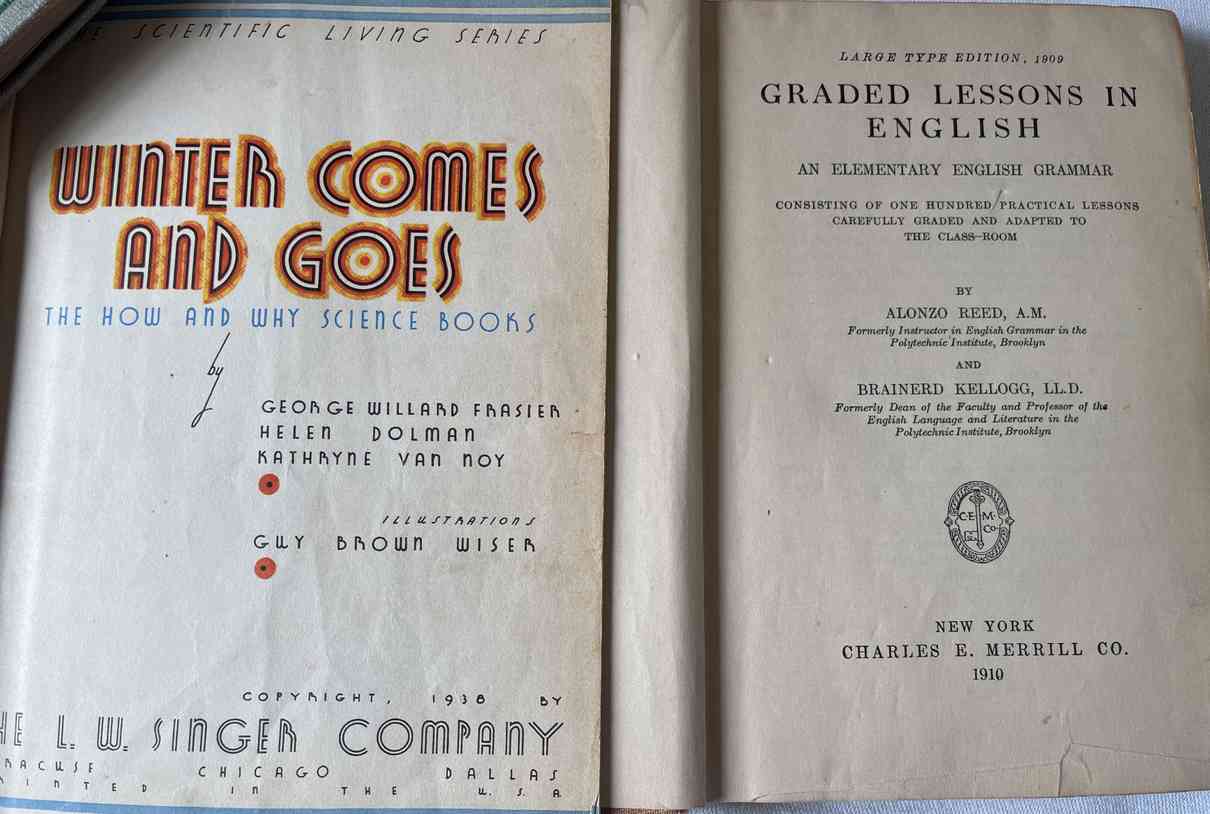 SCIENTIFIC LIVING SERIES
WINTER COMES
AND GOES
THE HOW AND WHY SCIENCE BOOKS
by
GEORGE WILLARD FRASIER
HELEN DOLMAN
KATHRYNE VAN NOY
ILLUSTRATIONS
GUY BROWN WISER
COPYRIGHT, 1938 BY
HE L. W. SINGER COMPANY
RACUSE CHICAGO DALLAS
INTED IN THE U. S. A
LARGE TYPE EDITION, 1909
GRADED LESSONS IN
ENGLISH
AN ELEMENTARY ENGLISH GRAMMAR
CONSISTING OF ONE HUNDRED PRACTICAL LESSONS
CAREFULLY GRADED AND ADAPTED TO
THE CLASS-ROOM
BY
ALONZO REED, A.M.
Formerly Instructor in English Grammar in the
Polytechnic Institute, Brooklyn
AND
BRAINERD KELLOGG, LL.D.
Formerly Dean of the Faculty and Professor of the
English Language and Literature in the
Polytechnic Institute, Brooklyn
C·E· M·
Co·
NEW YORK
CHARLES E. MERRILL CO.
1910